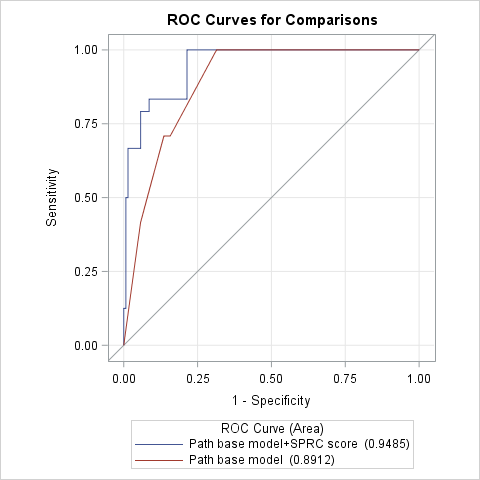 ROC Curves for Comparisons
1.00
0.75
0.50
0.25
0.00
Sensitivity
0.00 0.25 0.50 0.75 1.00
1 - Specificity
ROC Curve (Area)
Path base model+SPRC score (0.9485)
Path base model (0.8912)